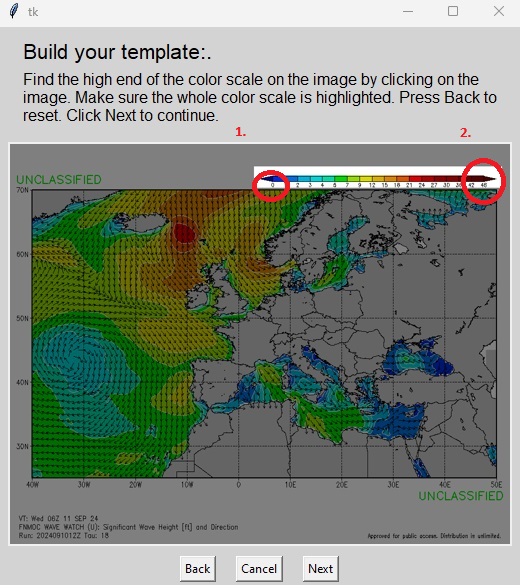 tk
Build your template:.
Find the high end of the color scale on the image by clicking on the
image. Make sure the whole color scale is highlighted. Press Back to
reset. Click Next to continue.
1. 2.
UNCLASSIFIED
0 1 2 3 4 5 6 7 8 9 12 15 18 21 24 27 30 36 42 48
70N
60N
50N
40N
30N
40W 30W 20W 10W 0 10E 20E 30E 40E 50E
UNCLASSIFIED
VT: Wed 06Z 11 SEP 24
FNMOC WAVE WATCH (U): Significant Wave Height [ft] and Direction
Run: 2024091012Z Tau: 18
Approved for public access. Distribution is unlimited.
Back Cancel Next